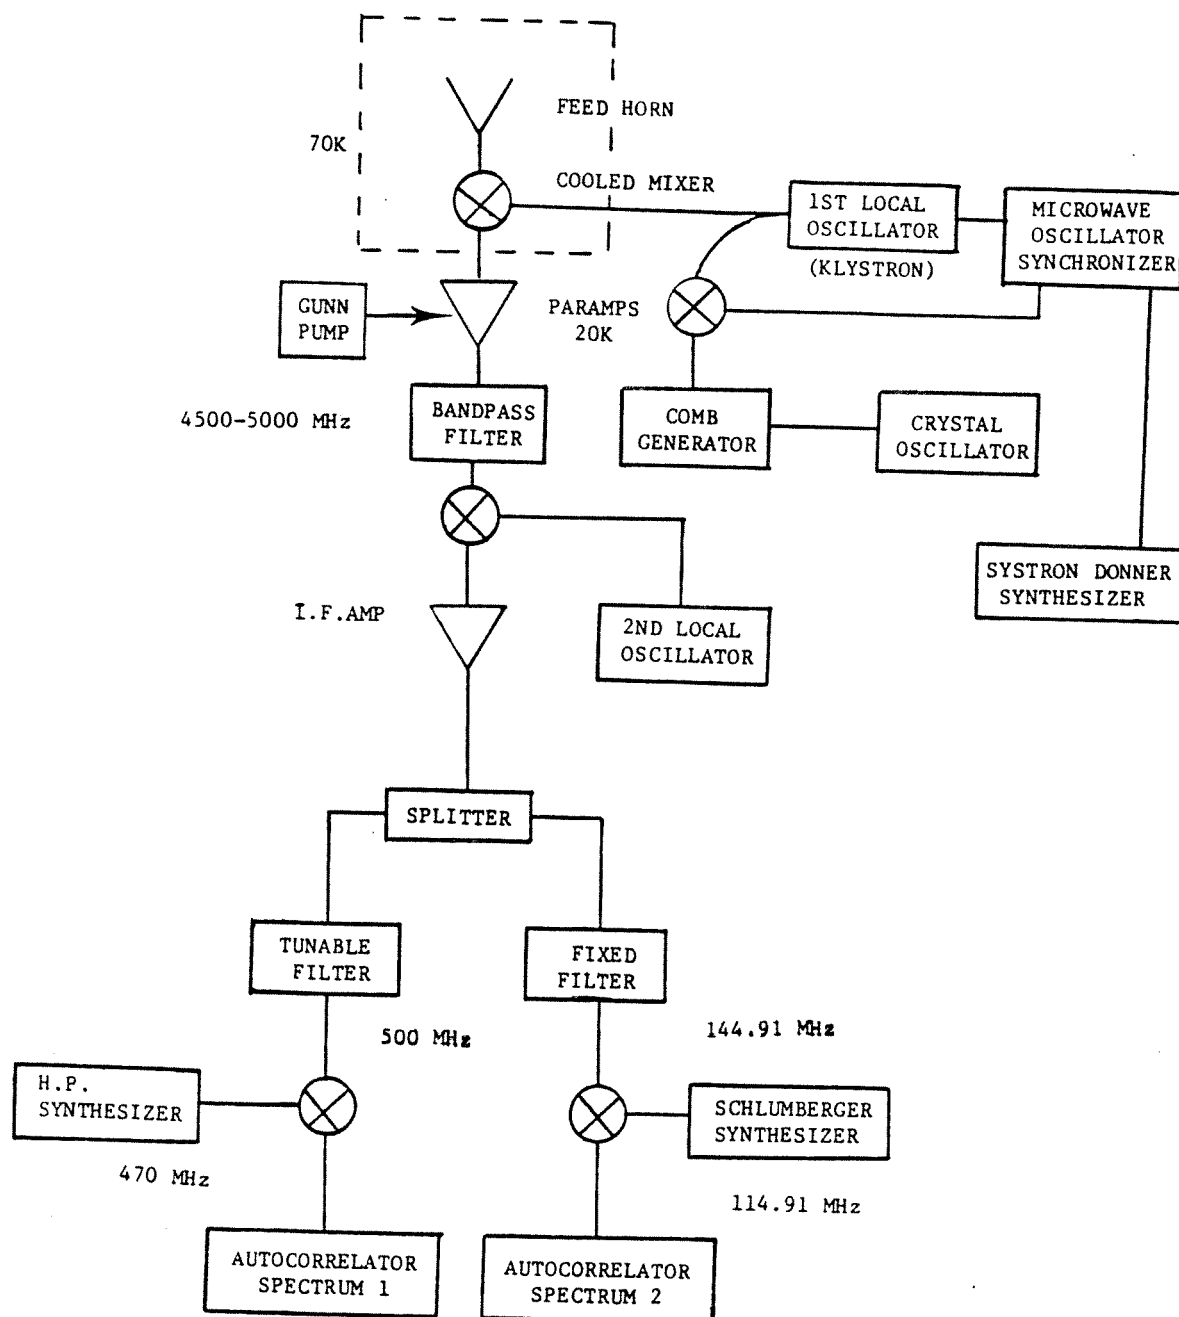 FEED HORN
70K
COOLED MIXER
1ST LOCAL
OSCILLATOR
(KLYSTRON)
MICROWAVE
OSCILLATOR
SYNCHRONIZER
GUNN
PUMP
PARAMPS
20K
4500-5000 MHz
BANDPASS
FILTER
COMB
GENERATOR
CRYSTAL
OSCILLATOR
SYSTRON DONNER
SYNTHESIZER
I.F.AMP
2ND LOCAL
OSCILLATOR
SPLITTER
TUNABLE
FILTER
FIXED
FILTER
500 MHz
144.91 MHz
H.P.
SYNTHESIZER
SCHLUMBERGER
SYNTHESIZER
470 MHz
114.91 MHz
AUTOCORRELATOR
SPECTRUM 1
AUTOCORRELATOR
SPECTRUM 2